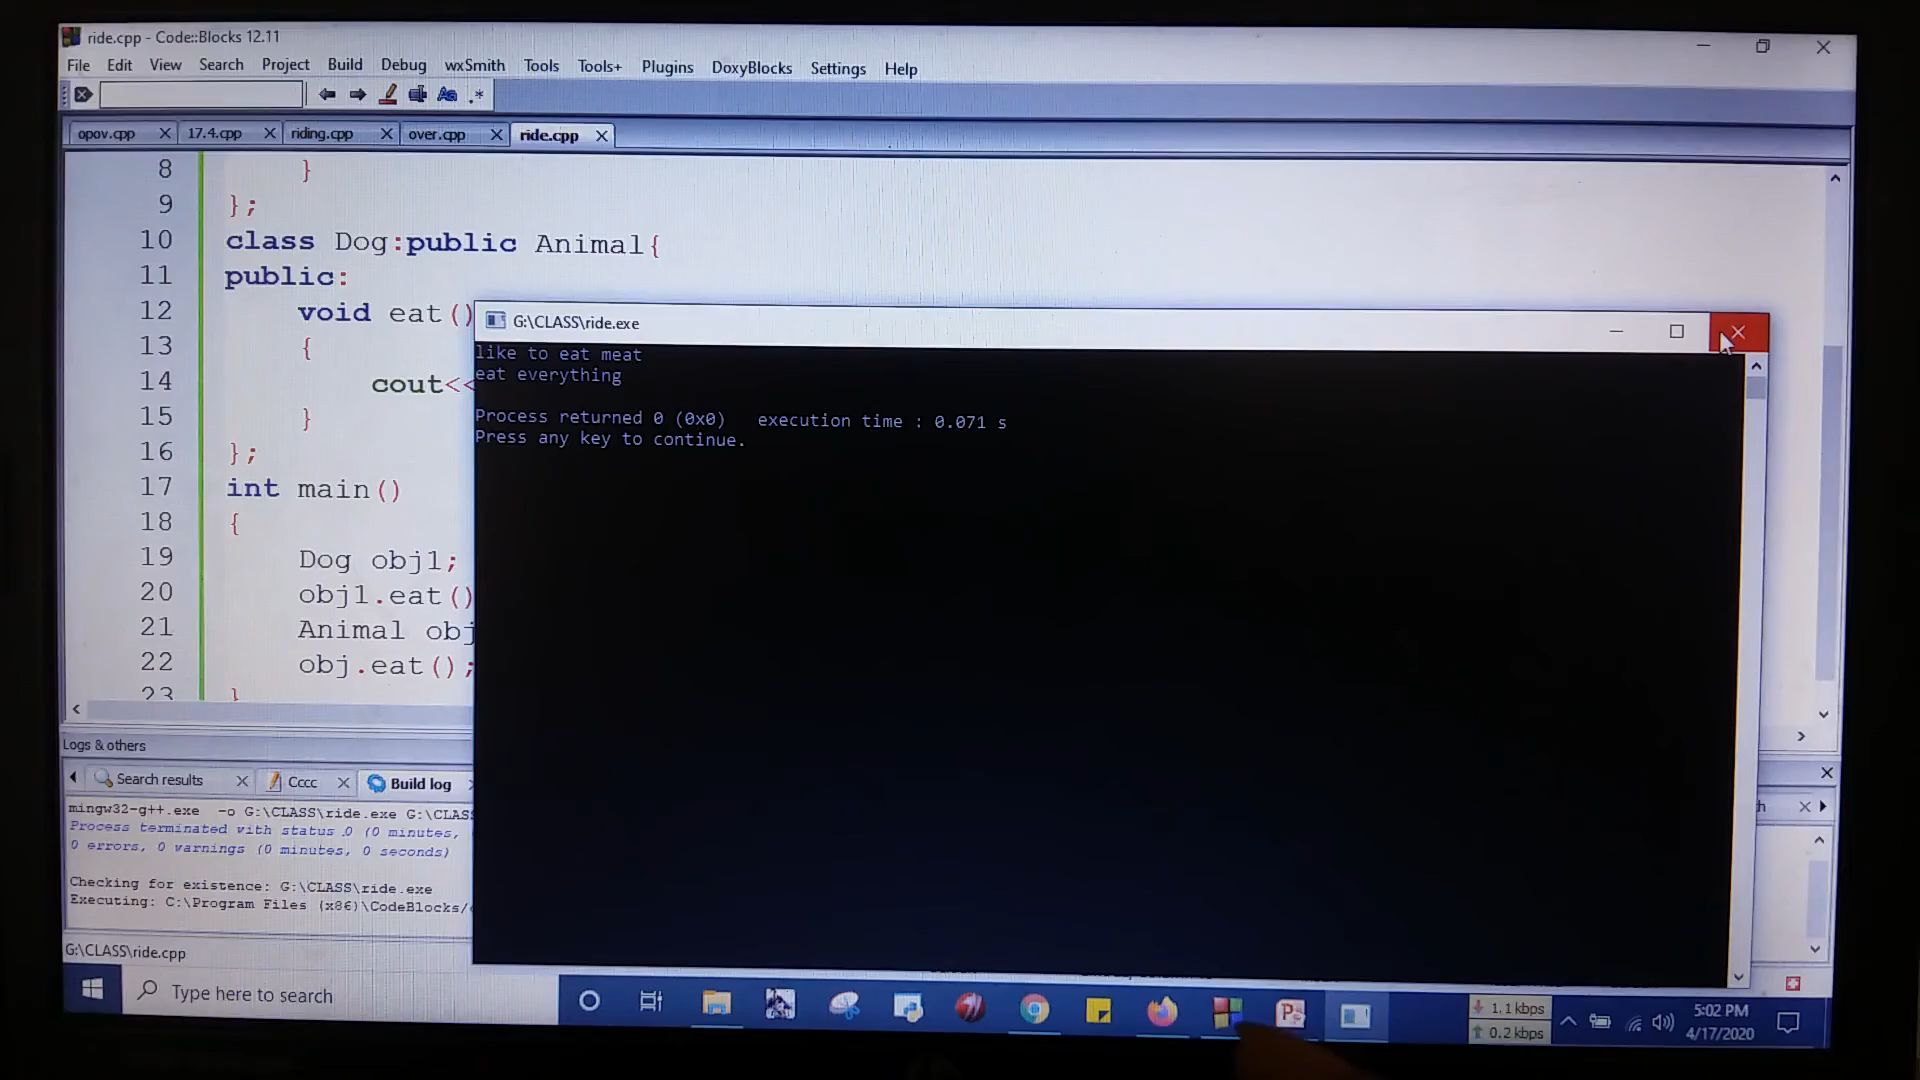 ride.cpp - Code::Blocks 12.11
File Edit View Search Project Build Debug wxSmith Tools Tools+ Plugins DoxyBlocks Settings Help
opov.cpp 17.4.cpp riding.cpp over.cpp ride.cpp
8 }
9 };
10 class Dog:public Animal{
11 public:
12 void eat()
13 {
14 cout<<
15 }
16 };
17 int main()
18 {
19 Dog obj1;
20 obj1.eat()
21 Animal obj
22 obj.eat();
23 }
G:\CLASS\ride.exe
like to eat meat
eat everything
Process returned 0 (0x0) execution time : 0.071 s
Press any key to continue.
Logs & others
Search results Cccc Build log
mingw32-g++.exe -o G:\CLASS\ride.exe G:\CLASS
Process terminated with status 0 (0 minutes,
0 errors, 0 warnings (0 minutes, 0 seconds)
Checking for existence: G:\CLASS\ride.exe
Executing: C:\Program Files (x86)\CodeBlocks/
G:\CLASS\ride.cpp
Type here to search
1.1 kbps
0.2 kbps
5:02 PM
4/17/2020